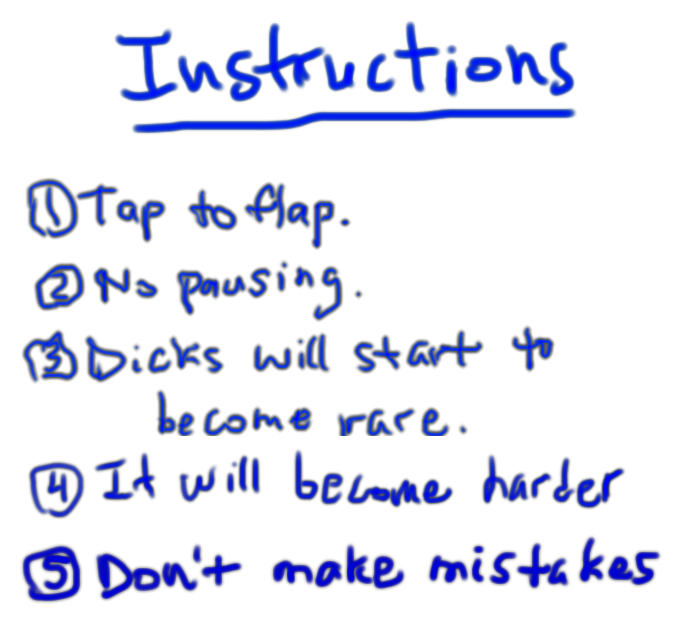 Instructions
① Tap to flap.
② No pausing.
③ Dicks will start to
become rare.
④ It will become harder
⑤ Don't make mistakes